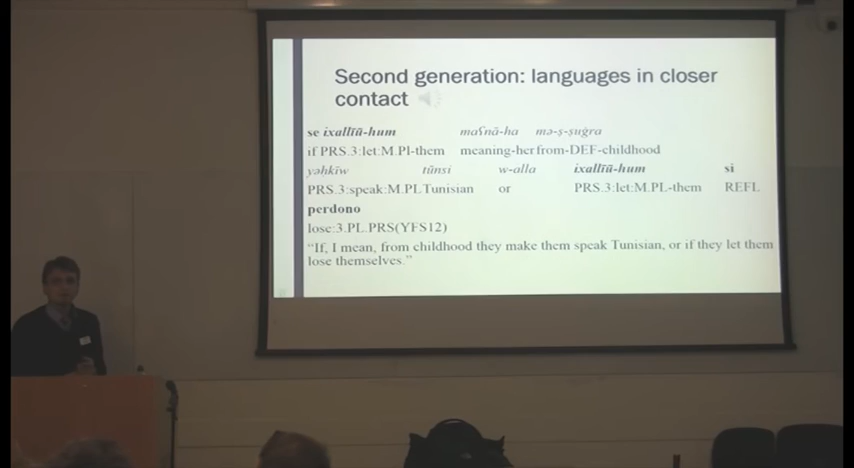 Second generation: languages in closer
contact
se ixallīū-hum maʕnā-ha mə-ṣ-ṣuġra
if PRS.3:let:M.Pl-them meaning-her from-DEF-childhood
yəḥkīw tūnsi w-alla ixallīū-hum si
PRS.3:speak:M.PL Tunisian or PRS.3:let:M.PL-them REFL
perdono
lose:3.PL.PRS(YFS12)
“If, I mean, from childhood they make them speak Tunisian, or if they let them
lose themselves.”